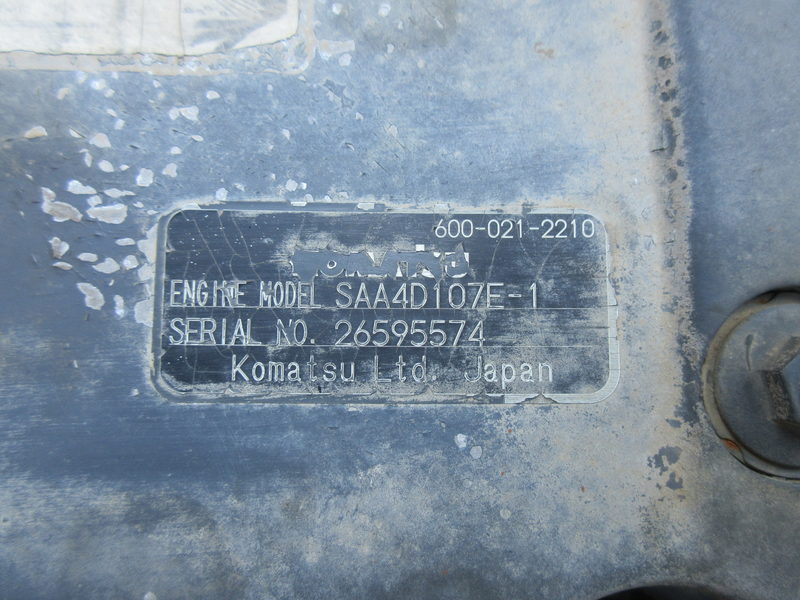 600-021-2210
KOMATSU
ENGINE MODEL SAA4D107E-1
SERIAL NO. 26595574
Komatsu Ltd. Japan